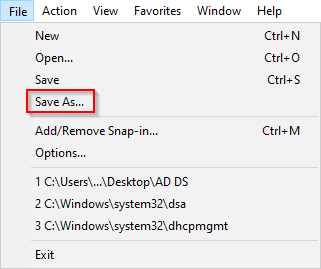 File Action View Favorites Window Help
New Ctrl+N
Open... Ctrl+O
Save Ctrl+S
Save As...
Add/Remove Snap-in... Ctrl+M
Options...
1 C:\Users\...\Desktop\AD DS
2 C:\Windows\system32\dsa
3 C:\Windows\system32\dhcpmgmt
Exit